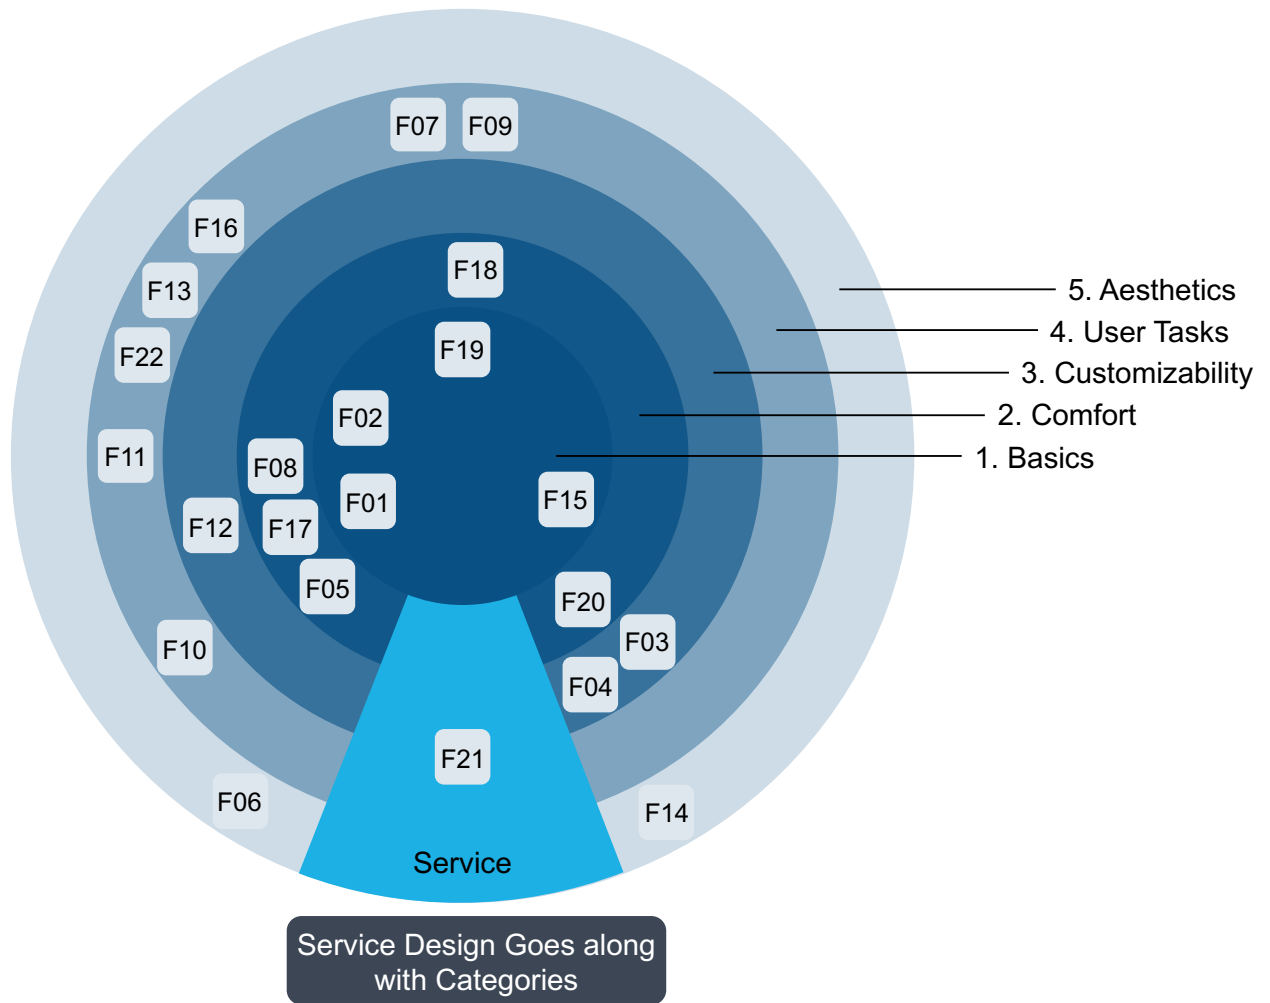 F07
F09
F16
F18
F13
5. Aesthetics
4. User Tasks
F19
F22
3. Customizability
F02
2. Comfort
F11
F08
1. Basics
F01
F15
F12
F17
F05
F20
F03
F10
F04
F21
F06
F14
Service
Service Design Goes along
with Categories